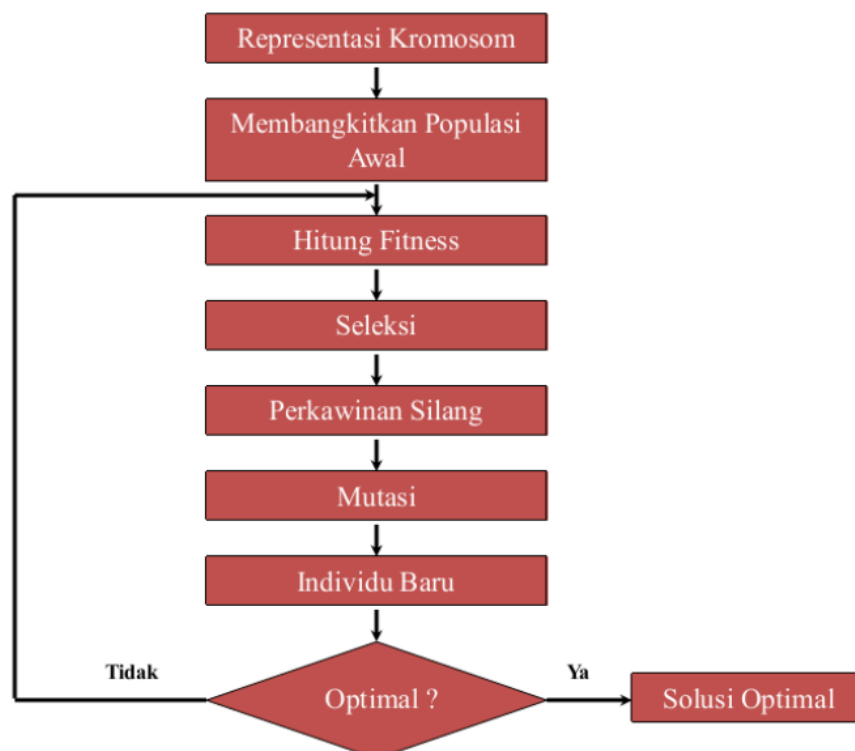 Representasi Kromosom
Membangkitkan Populasi
Awal
Hitung Fitness
Seleksi
Perkawinan Silang
Mutasi
Individu Baru
Tidak
Optimal ?
Ya
Solusi Optimal